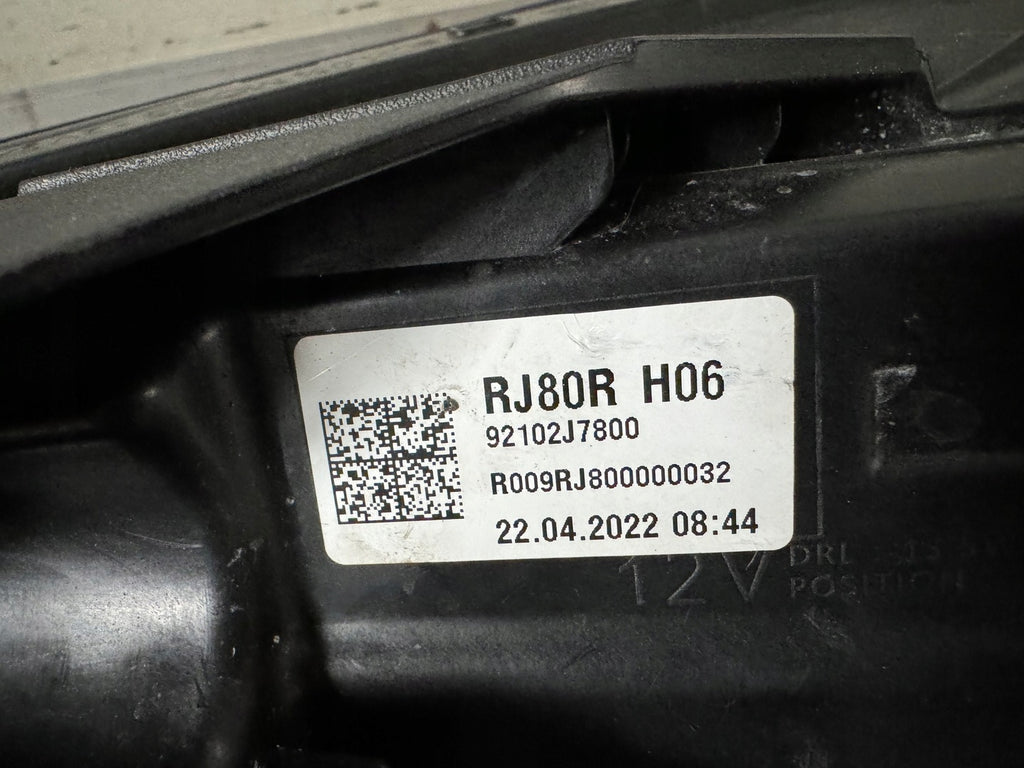 RJ80R H06
92102J7800
R009RJ800000032
22.04.2022 08:44
12V DRL
POSITION